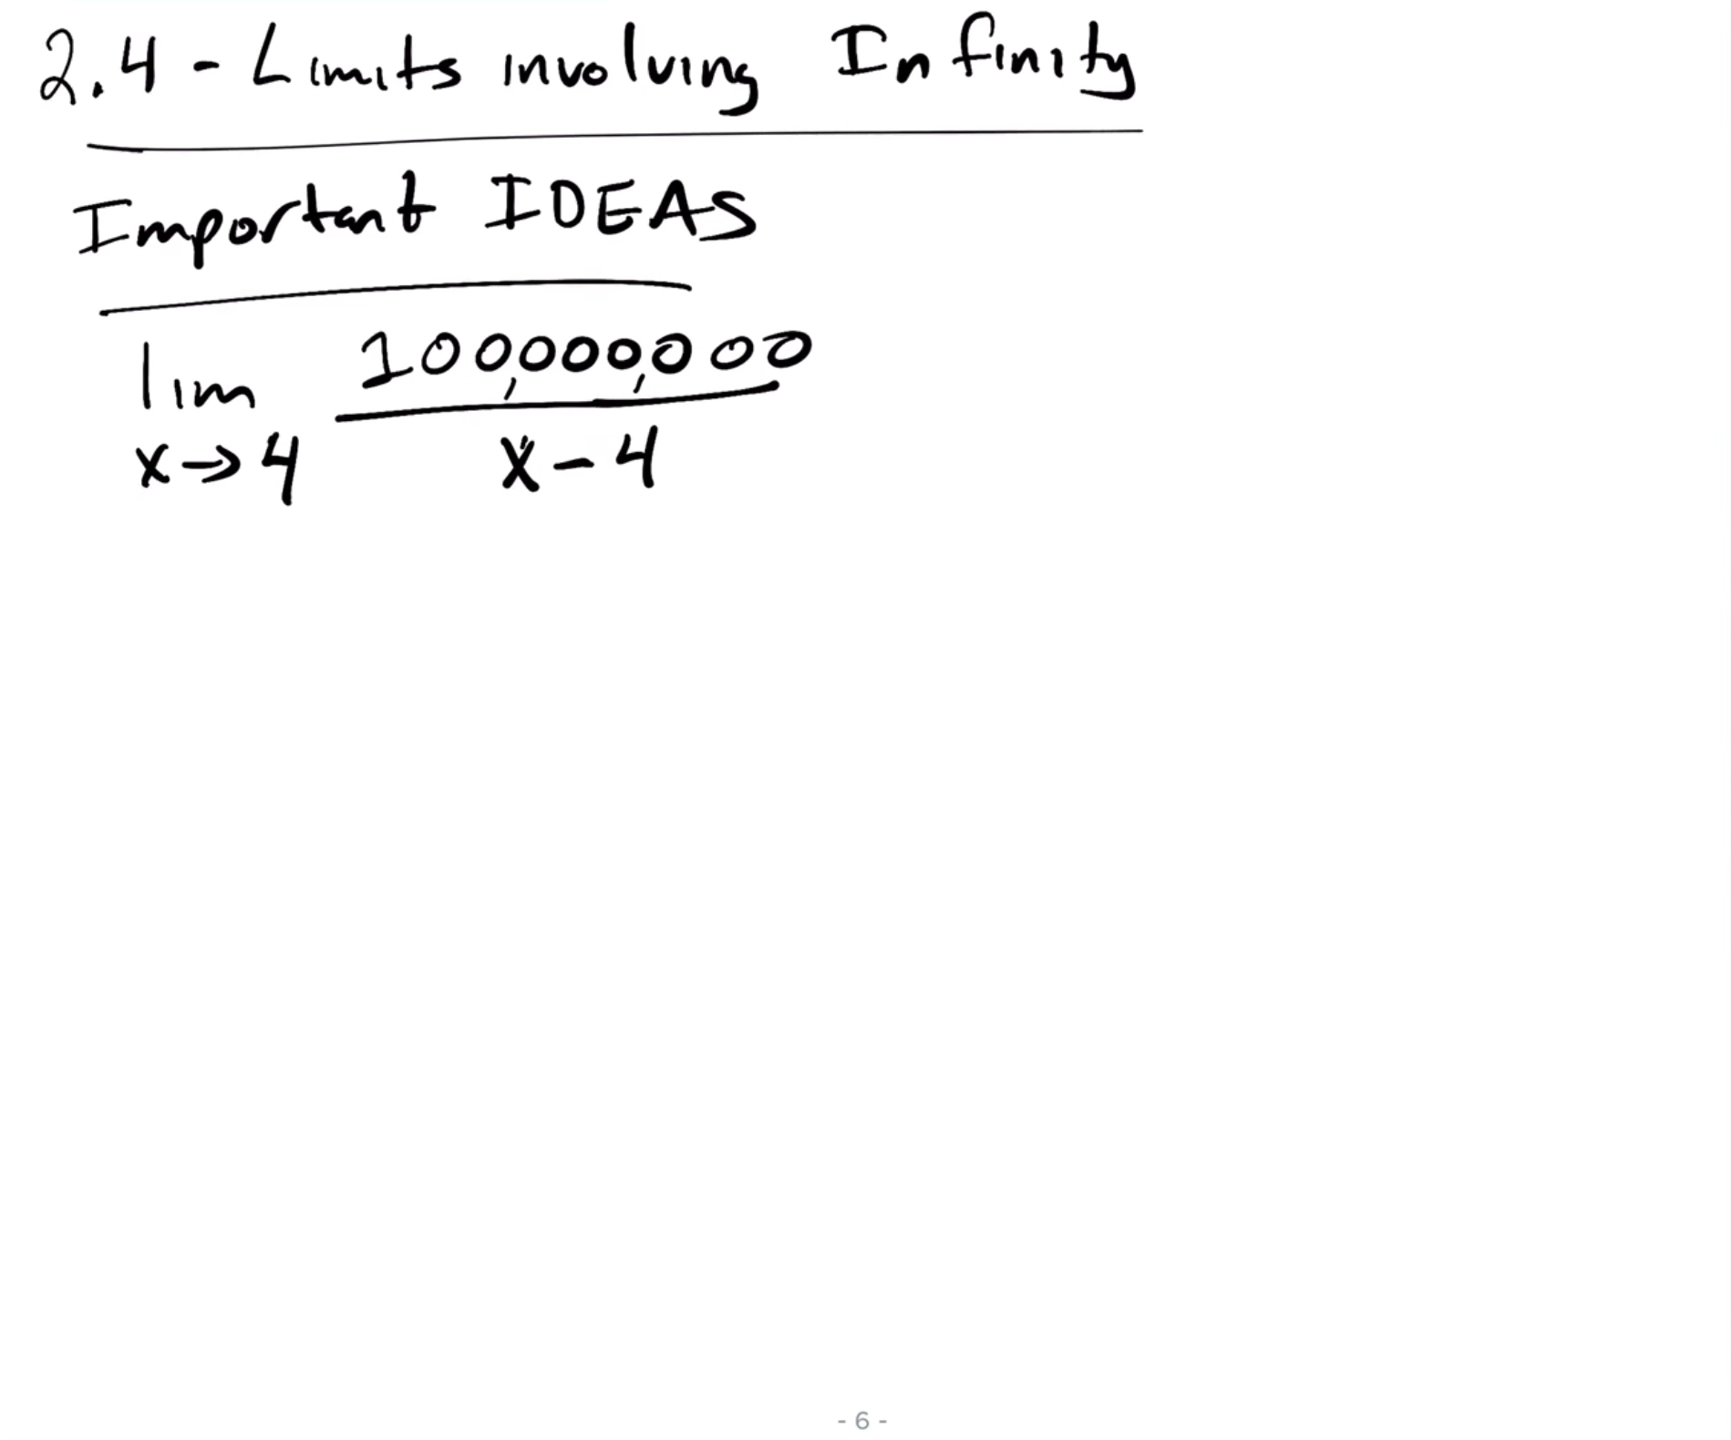 2.4 - Limits involving Infinity
Important IDEAS
lim 100,000,000
x→4 x-4
- 6 -